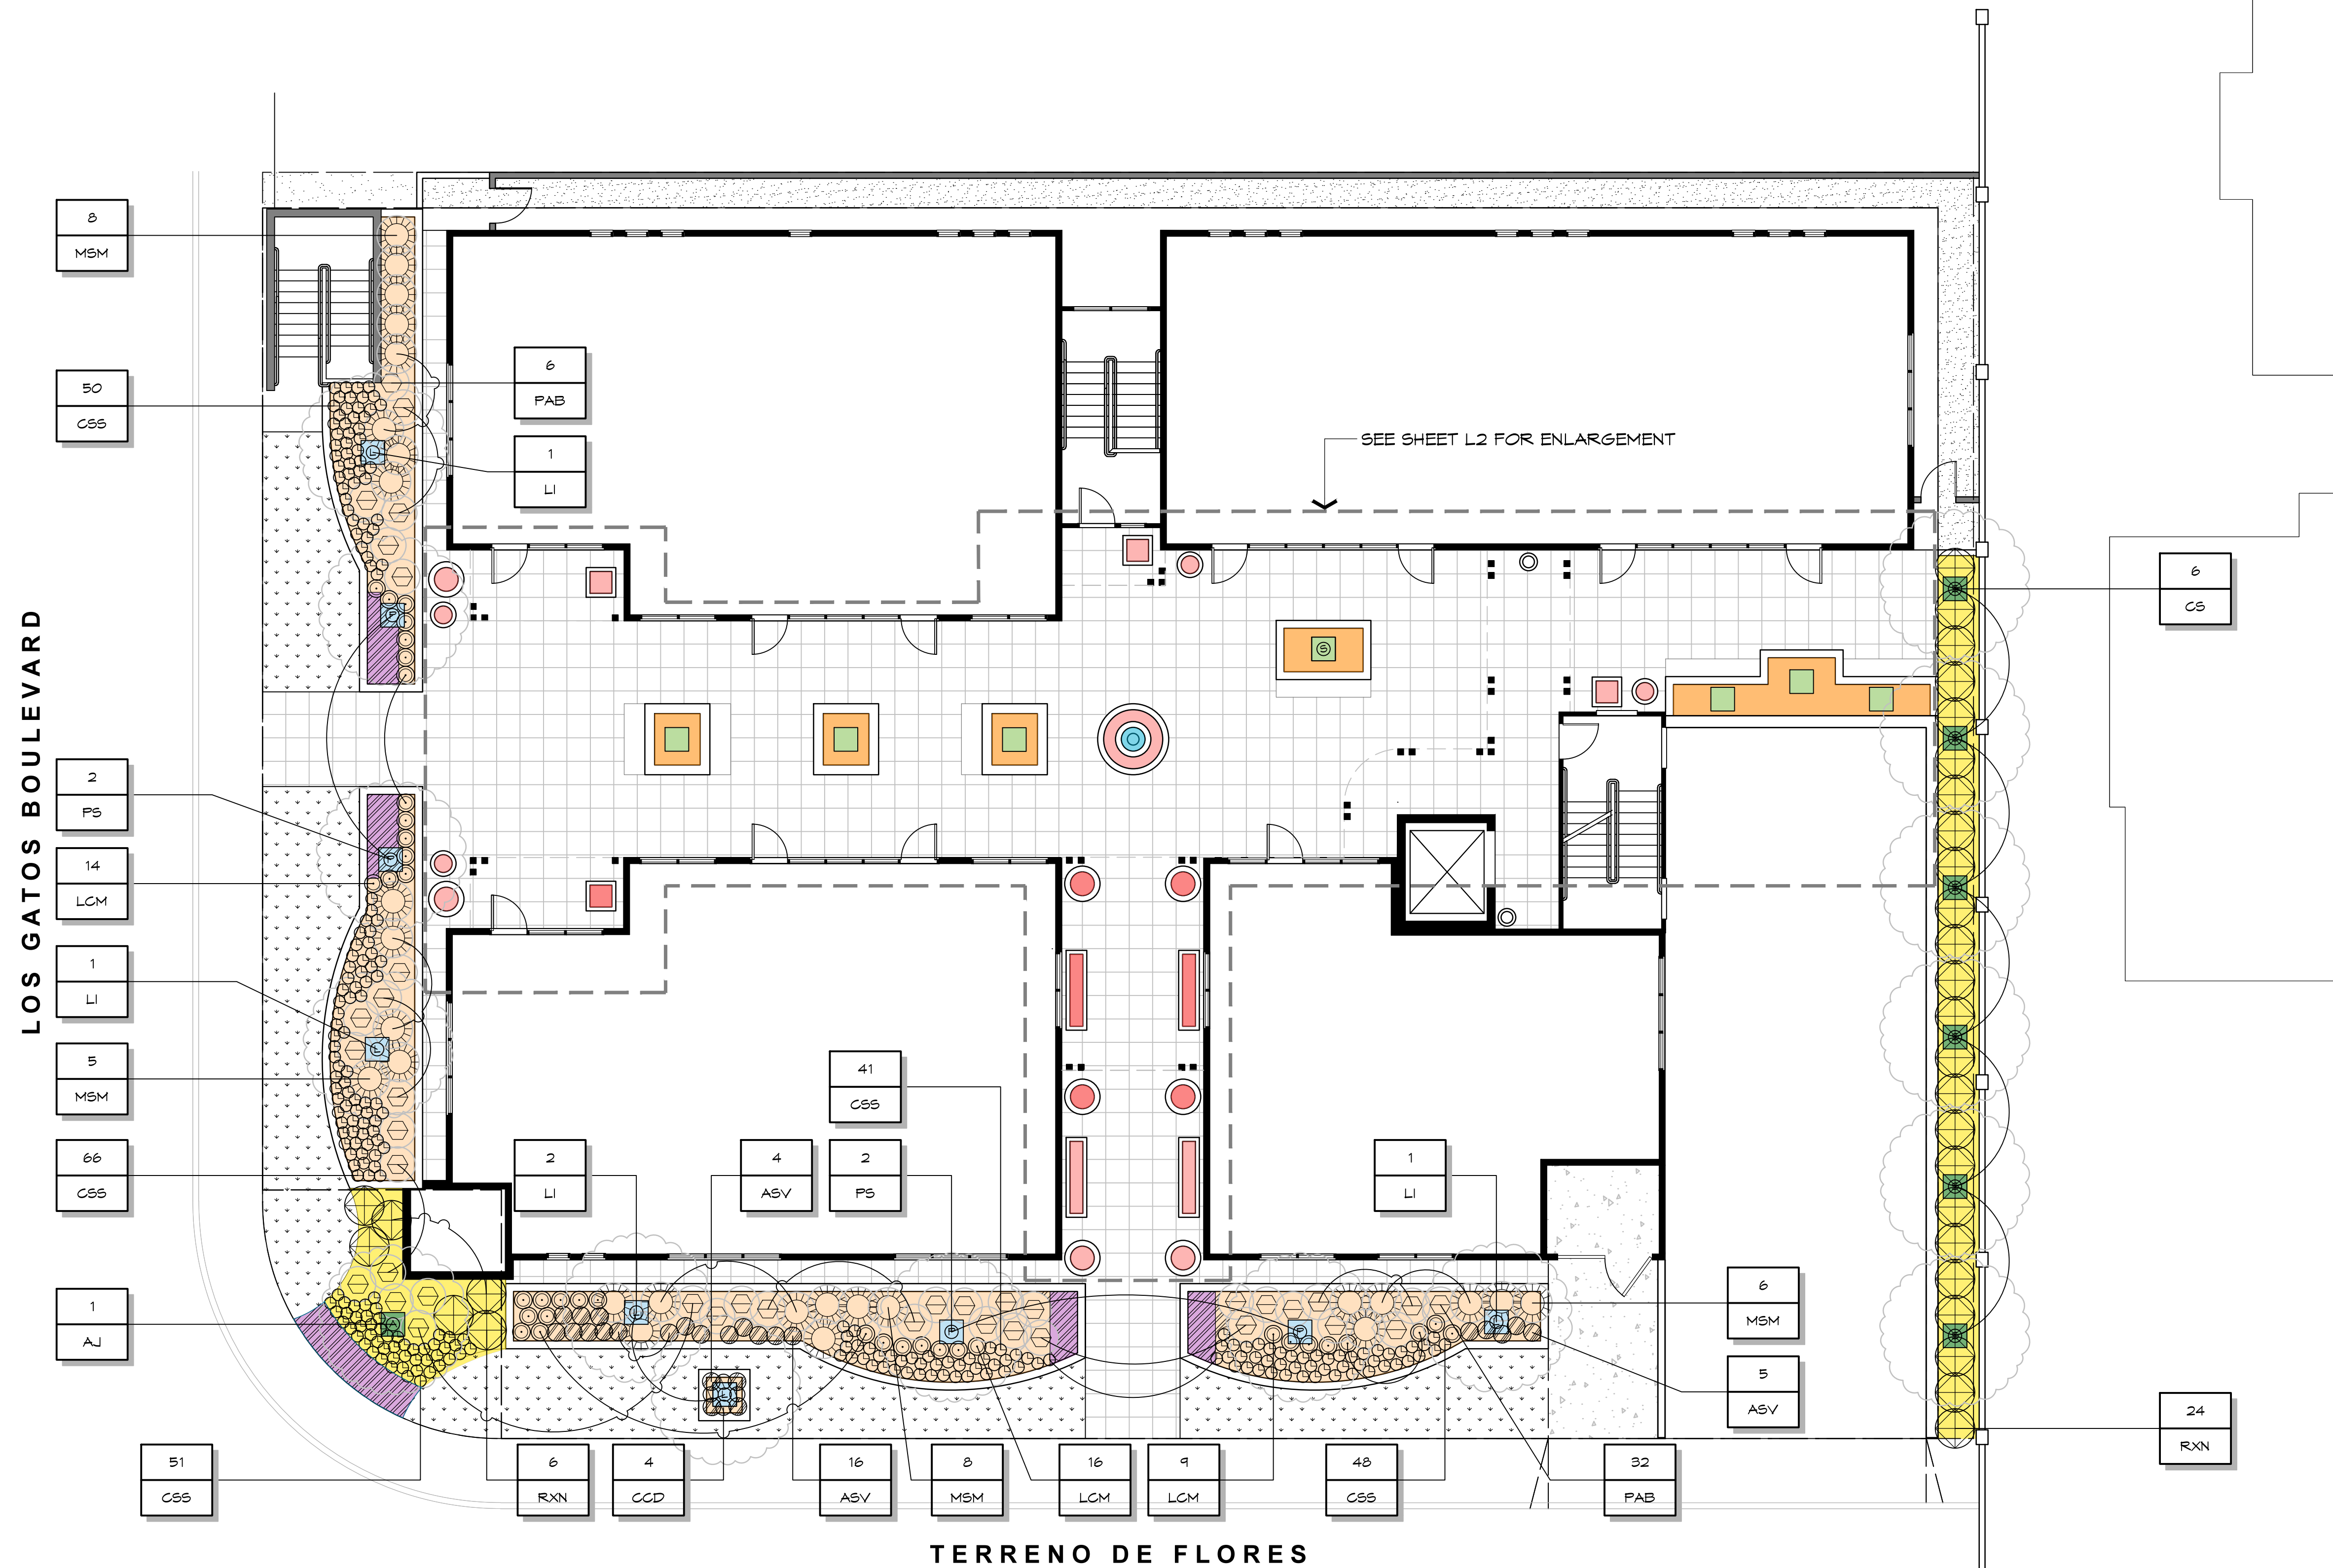 8
MSM
50
CSS
6
PAB
1
LI
SEE SHEET L2 FOR ENLARGEMENT
L
6
CS
P
S
LOS GATOS BOULEVARD
2
PS
14
LCM
P
1
LI
L
5
MSM
66
CSS
41
CSS
2
LI
4
ASV
2
PS
1
LI
1
AJ
A
L
P
P
L
L
6
MSM
5
ASV
51
CSS
6
RXN
4
CCD
16
ASV
8
MSM
16
LCM
9
LCM
48
CSS
32
PAB
24
RXN
TERRENO DE FLORES